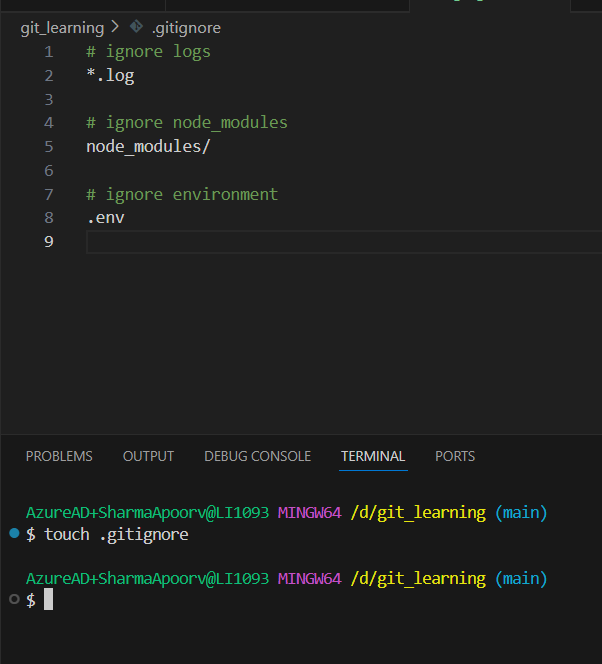 git_learning > .gitignore
1 # ignore logs
2 *.log
3
4 # ignore node_modules
5 node_modules/
6
7 # ignore environment
8 .env
9
PROBLEMS OUTPUT DEBUG CONSOLE TERMINAL PORTS
AzureAD+SharmaApoorv@LI1093 MINGW64 /d/git_learning (main)
$ touch .gitignore
AzureAD+SharmaApoorv@LI1093 MINGW64 /d/git_learning (main)
$